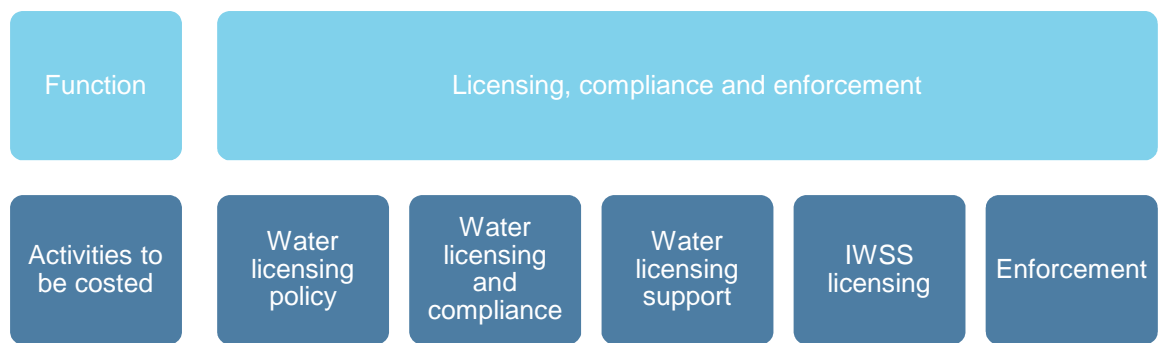 Function
Licensing, compliance and enforcement
Activities to
be costed
Water
licensing
policy
Water
licensing
and
compliance
Water
licensing
support
IWSS
licensing
Enforcement